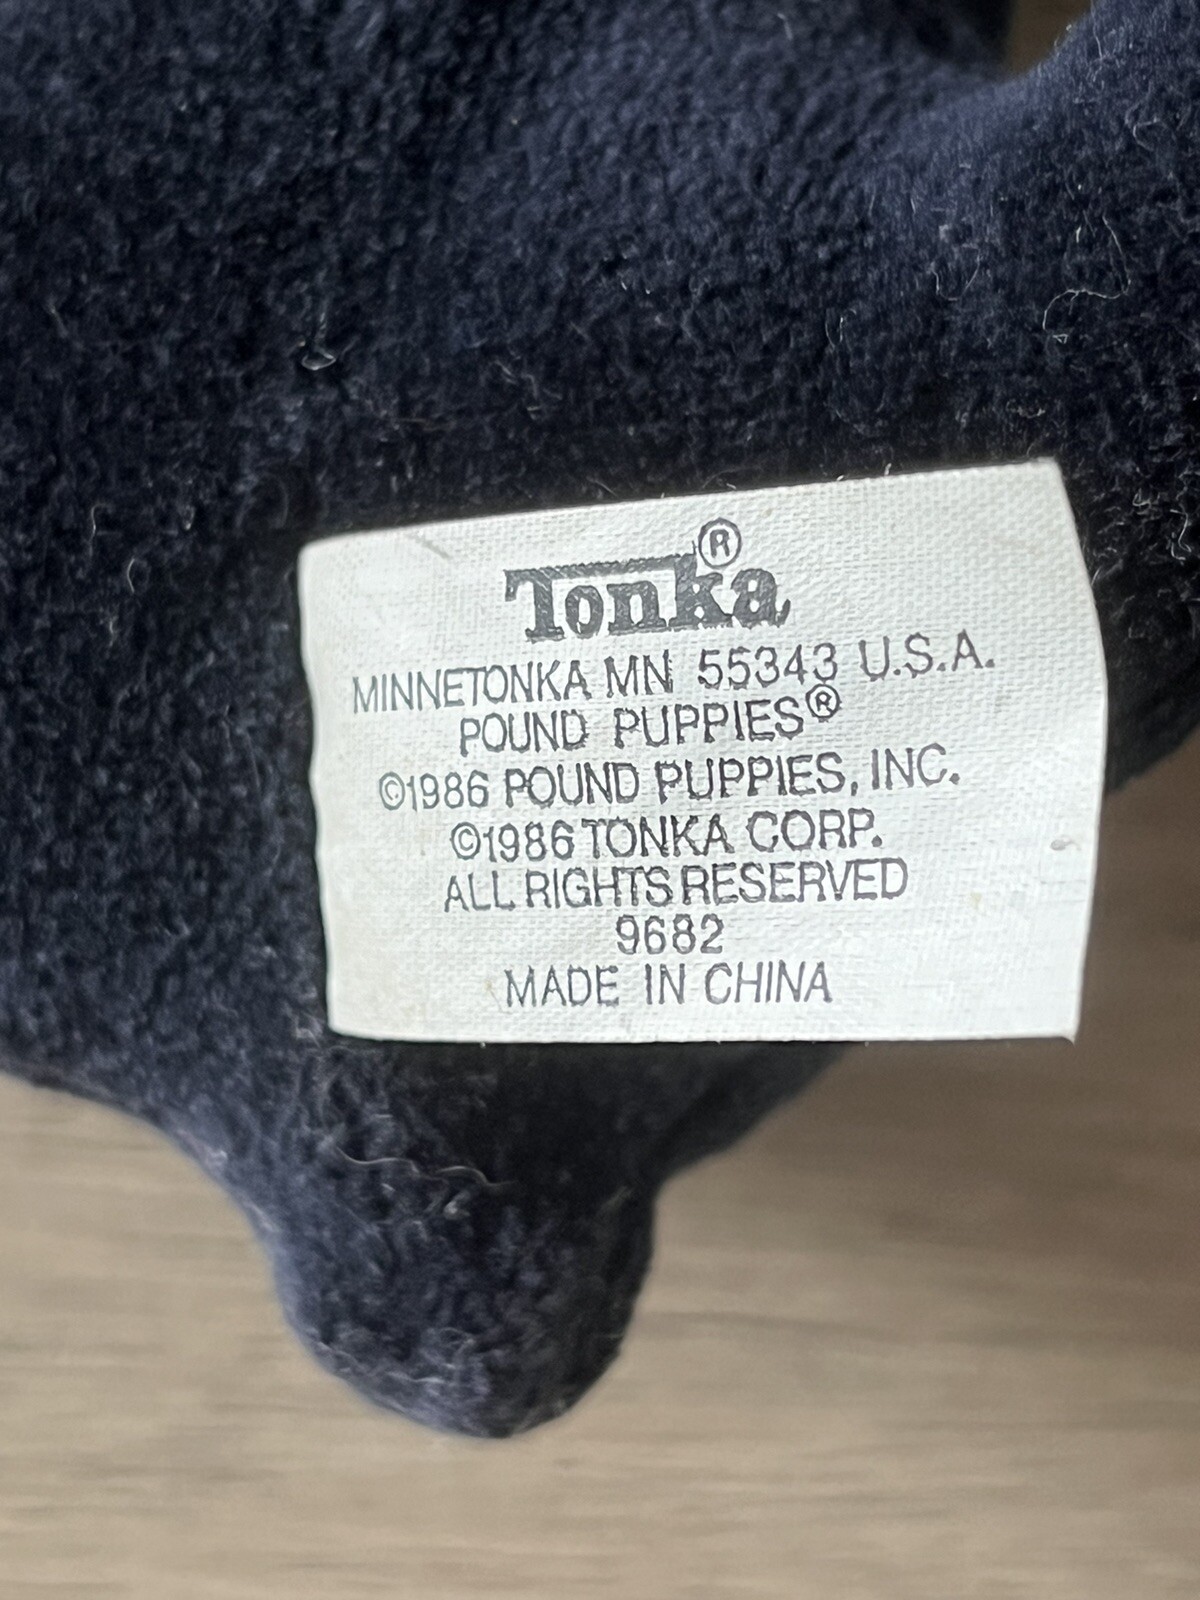 Tonka®
MINNETONKA MN 55343 U.S.A.
POUND PUPPIES®
©1986 POUND PUPPIES, INC.
©1986 TONKA CORP.
ALL RIGHTS RESERVED
9682
MADE IN CHINA